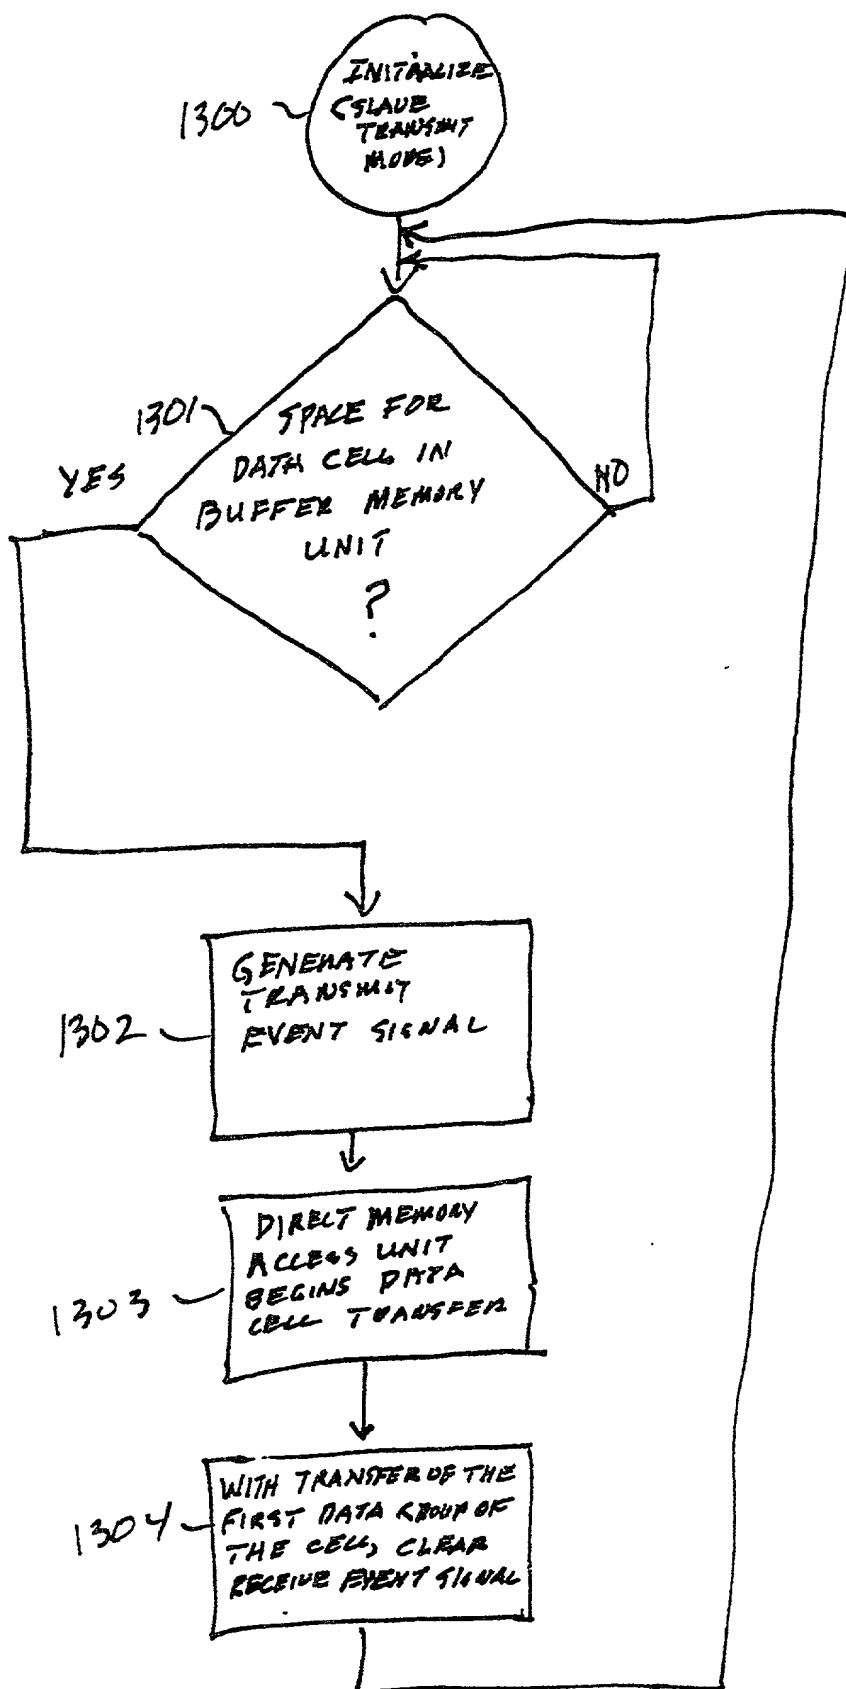 1300
INITIALIZE
(SLAVE
TRANSMIT
MODE)
1301
SPACE FOR
DATA CELL IN
BUFFER MEMORY
UNIT
?
YES
NO
1302
GENERATE
TRANSMIT
EVENT SIGNAL
1303
DIRECT MEMORY
ACCESS UNIT
BEGINS DATA
CELL TRANSFER
1304
WITH TRANSFER OF THE
FIRST DATA GROUP OF
THE CELL, CLEAR
RECEIVE EVENT SIGNAL